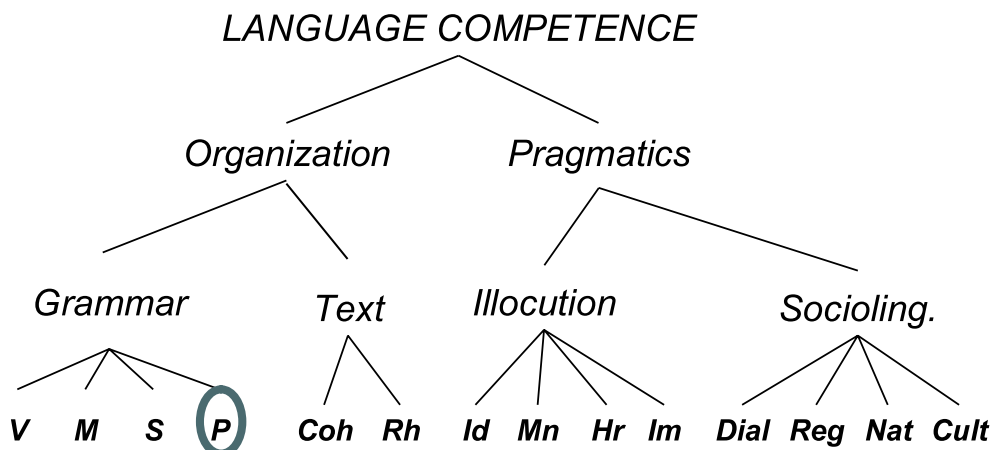 LANGUAGE COMPETENCE
Organization Pragmatics
Grammar Text Illocution Socioling.
V M S P Coh Rh Id Mn Hr Im Dial Reg Nat Cult